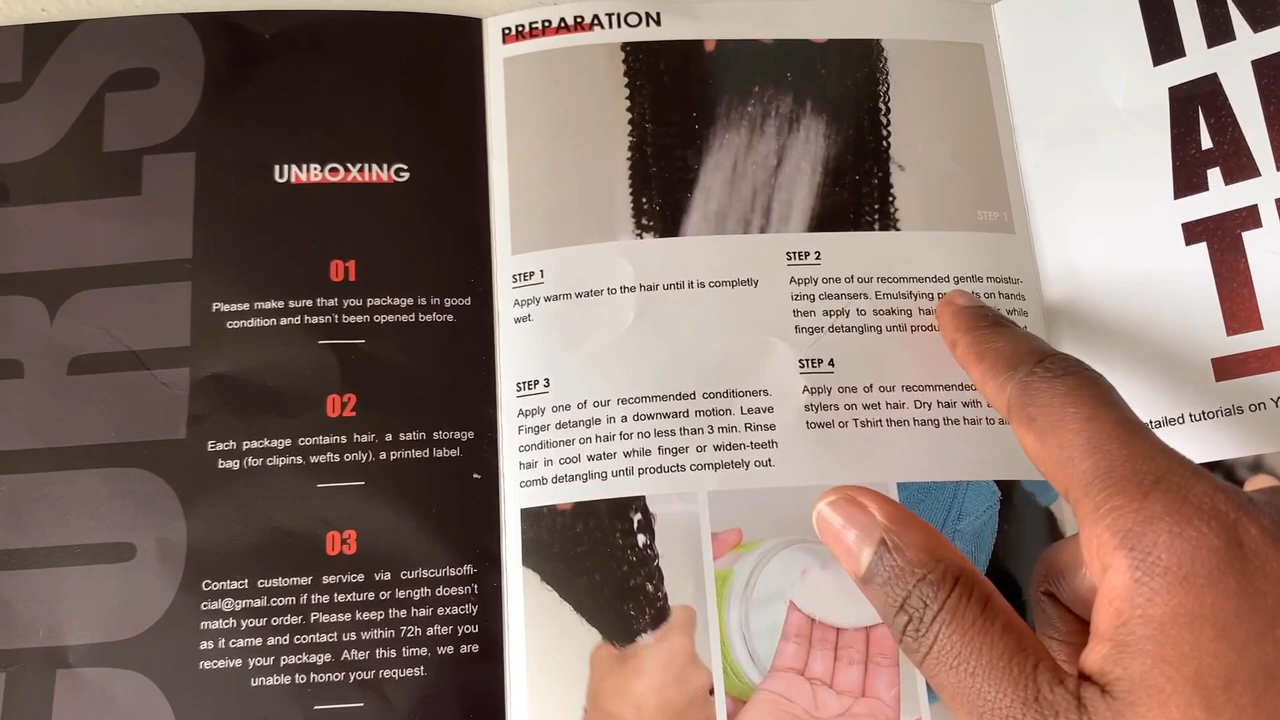 CURLS
UNBOXING
01
Please make sure that you package is in good
condition and hasn't been opened before.
02
Each package contains hair, a satin storage
bag (for clipins, wefts only), a printed label.
03
Contact customer service via curlscurlsoffi-
cial@gmail.com if the texture or length doesn't
match your order. Please keep the hair exactly
as it came and contact us within 72h after you
receive your package. After this time, we are
unable to honor your request.
PREPARATION
STEP 1
STEP 1
Apply warm water to the hair until it is completly
wet.
STEP 2
Apply one of our recommended gentle moistur-
izing cleansers. Emulsifying on hands
then apply to soaking while
finger detangling until
STEP 3
Apply one of our recommended conditioners.
Finger detangle in a downward motion. Leave
conditioner on hair for no less than 3 min. Rinse
hair in cool water while finger or widen-teeth
comb detangling until products completely out.
STEP 4
Apply one of our recommended
stylers on wet hair. Dry hair with
towel or Tshirt then hang the hair to
tutorials on